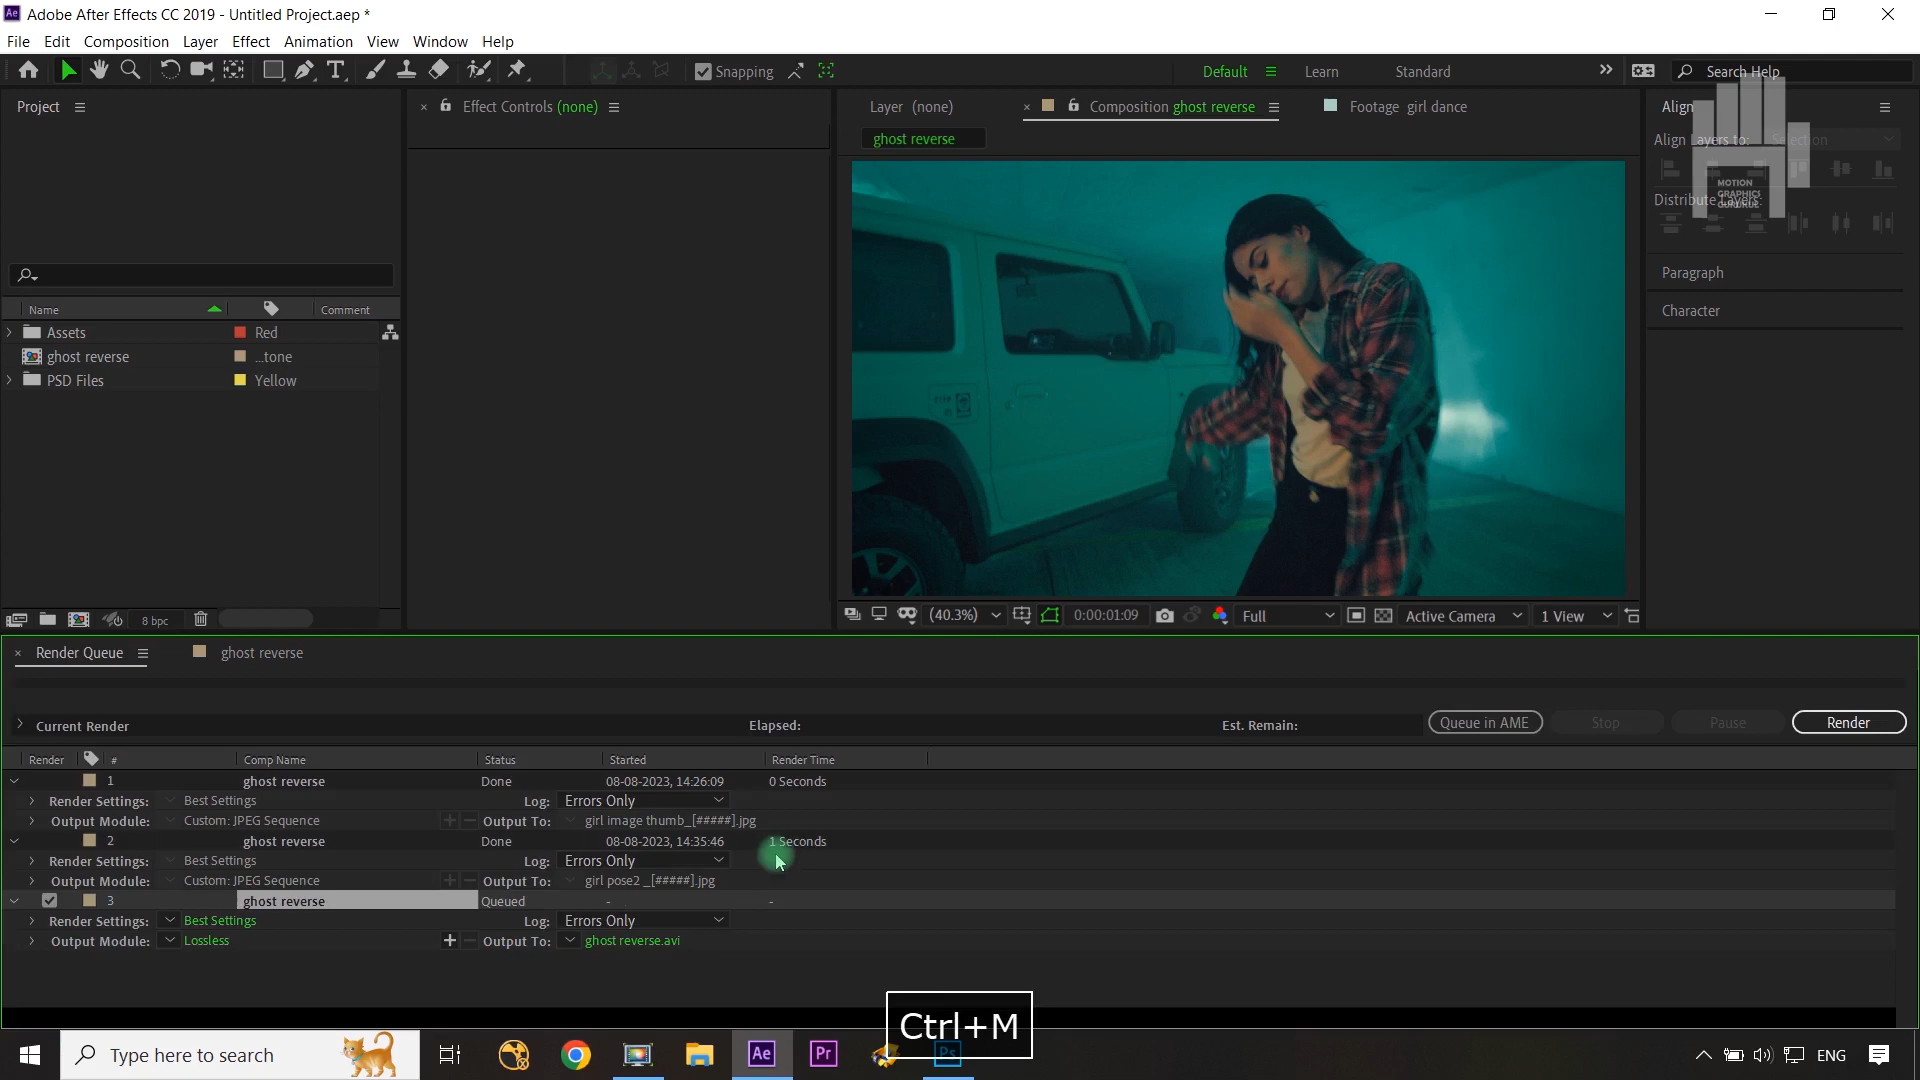 Adobe After Effects CC 2019 - Untitled Project.aep *
File Edit Composition Layer Effect Animation View Window Help
Snapping Default Learn Standard Search Help
Project Effect Controls (none) Layer (none) Composition ghost reverse Footage girl dance Align
ghost reverse Align Layers to: Selection
MOTION
GRAPHICS
Distribute Layers:
Name Comment Paragraph
Assets Red Character
ghost reverse ...tone
PSD Files Yellow
8 bpc (40.3%) 0:00:01:09 Full Active Camera 1 View
Render Queue ghost reverse
Current Render Elapsed: Est. Remain: Queue in AME Stop Pause Render
Render # Comp Name Status Started Render Time
1 ghost reverse Done 08-08-2023, 14:26:09 0 Seconds
Render Settings: Best Settings Log: Errors Only
Output Module: Custom: JPEG Sequence Output To: girl image thumb_[#####].jpg
2 ghost reverse Done 08-08-2023, 14:35:46 1 Seconds
Render Settings: Best Settings Log: Errors Only
Output Module: Custom: JPEG Sequence Output To: girl pose2 _[#####].jpg
3 ghost reverse Queued - -
Render Settings: Best Settings Log: Errors Only
Output Module: Lossless Output To: ghost reverse.avi
Ctrl+M
Type here to search Ae Pr Ps ENG